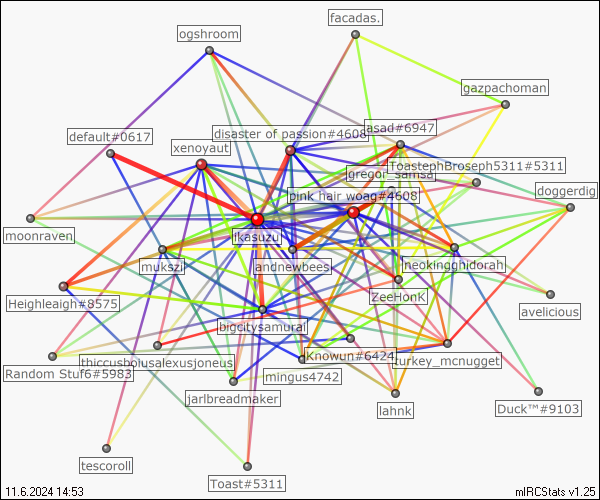 facadas.
ogshroom
gazpachoman
asad#6947
default#0617
disaster of passion#4608
xenoyaut
gregor_samsa
ToastephBroseph5311#5311
pink hair woag#4608
doggerdig
moonraven
ikasuzu
mukszi
andnewbees
neokingghidorah
Heighleaigh#8575
ZeeHonk
avelicious
bigcitysamurai
thiccusbolusalexusjoneus
Knowun#6424
turkey_mcnugget
Random Stuf6#5983
mingus4742
jarlbreadmaker
lahnk
Duck™#9103
tescoroll
Toast#5311
11.6.2024 14:53
mIRCStats v1.25